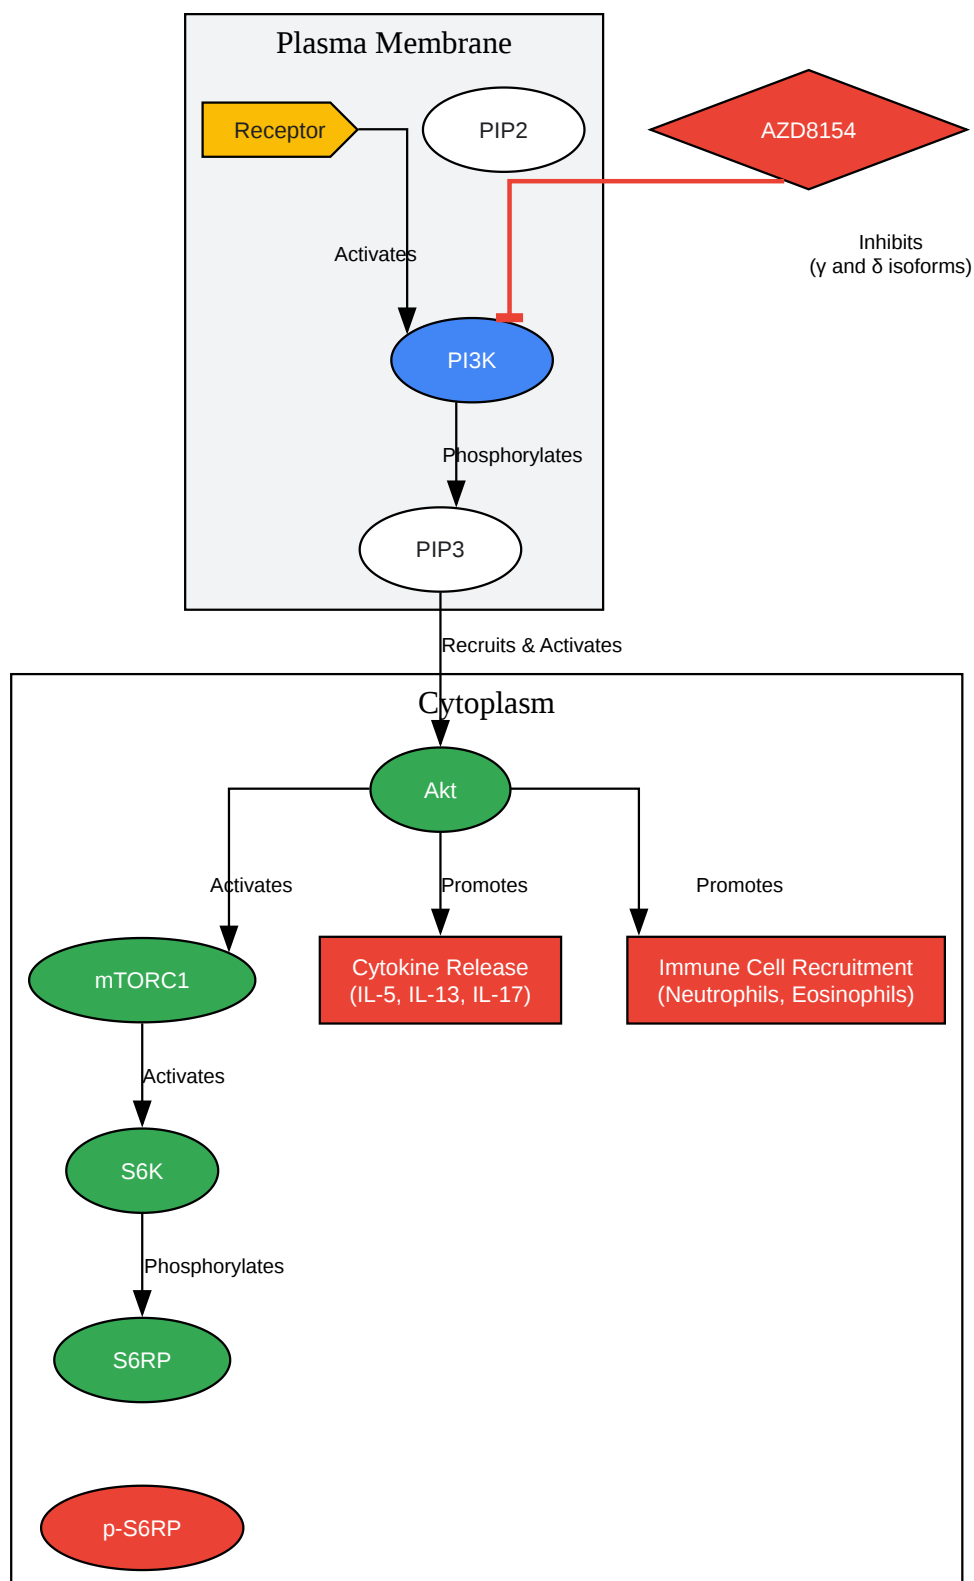 Plasma Membrane
Receptor
PIP2
AZD8154
Activates
Inhibits
(γ and δ isoforms)
PI3K
Phosphorylates
PIP3
Recruits & Activates
Cytoplasm
Akt
Activates
Promotes
Promotes
mTORC1
Cytokine Release
(IL-5, IL-13, IL-17)
Immune Cell Recruitment
(Neutrophils, Eosinophils)
Activates
S6K
Phosphorylates
S6RP
p-S6RP